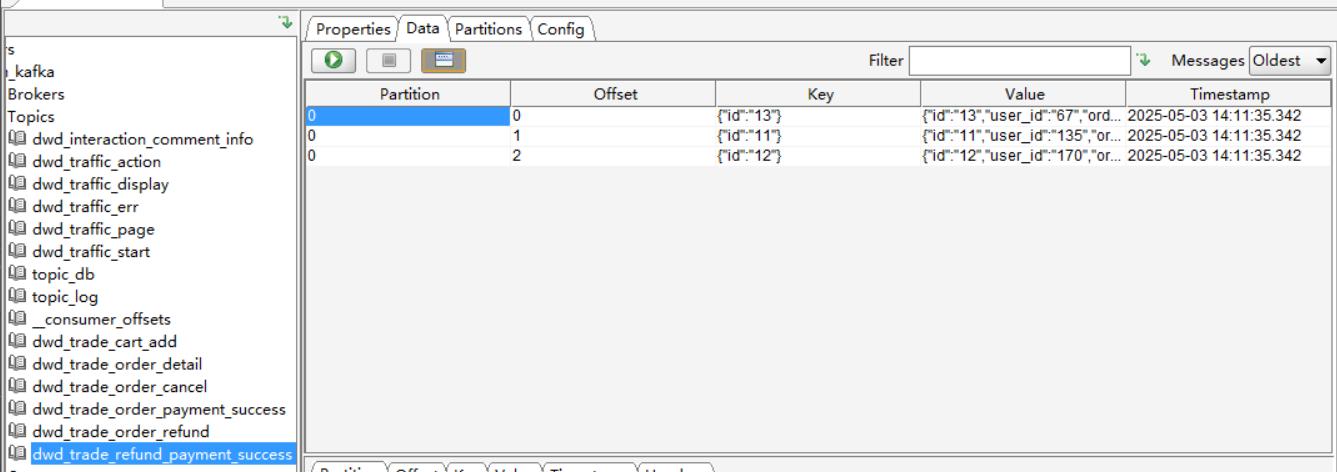 rs
_kafka
Brokers
Topics
dwd_interaction_comment_info
dwd_traffic_action
dwd_traffic_display
dwd_traffic_err
dwd_traffic_page
dwd_traffic_start
topic_db
topic_log
__consumer_offsets
dwd_trade_cart_add
dwd_trade_order_detail
dwd_trade_order_cancel
dwd_trade_order_payment_success
dwd_trade_order_refund
dwd_trade_refund_payment_success
Properties Data Partitions Config
Filter Messages Oldest
Partition Offset Key Value Timestamp
0 0 {"id":"13"} {"id":"13","user_id":"67","ord... 2025-05-03 14:11:35.342
0 1 {"id":"11"} {"id":"11","user_id":"135","or... 2025-05-03 14:11:35.342
0 2 {"id":"12"} {"id":"12","user_id":"170","or... 2025-05-03 14:11:35.342